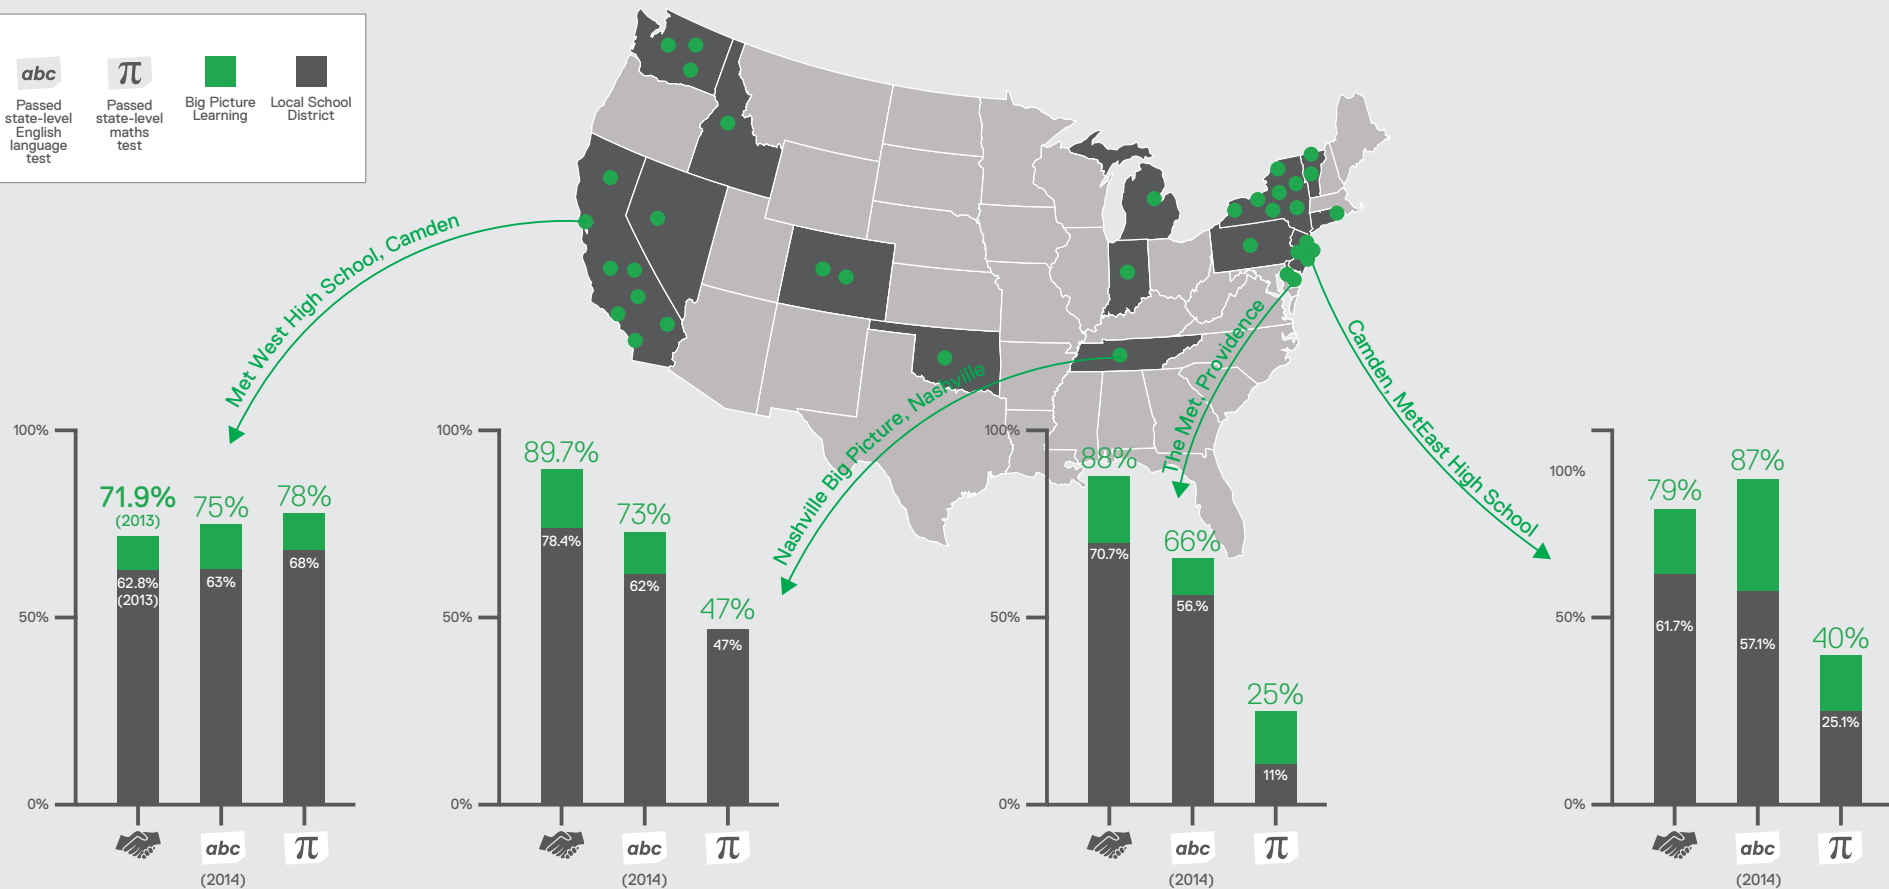 abc
π
Passed
state-level
English
language
test
Passed
state-level
maths
test
Big Picture
Learning
Local School
District
Met West High School, Camden
Nashville Big Picture, Nashville
The Met, Providence
Camden, MetEast High School
100%
50%
0%
71.9%
(2013)
75%
78%
62.8%
(2013)
63%
68%
abc
π
(2014)
100%
50%
0%
89.7%
73%
47%
78.4%
62%
47%
abc
π
(2014)
100%
50%
0%
88%
66%
25%
70.7%
56.%
11%
abc
π
(2014)
100%
50%
0%
79%
87%
40%
61.7%
57.1%
25.1%
abc
π
(2014)